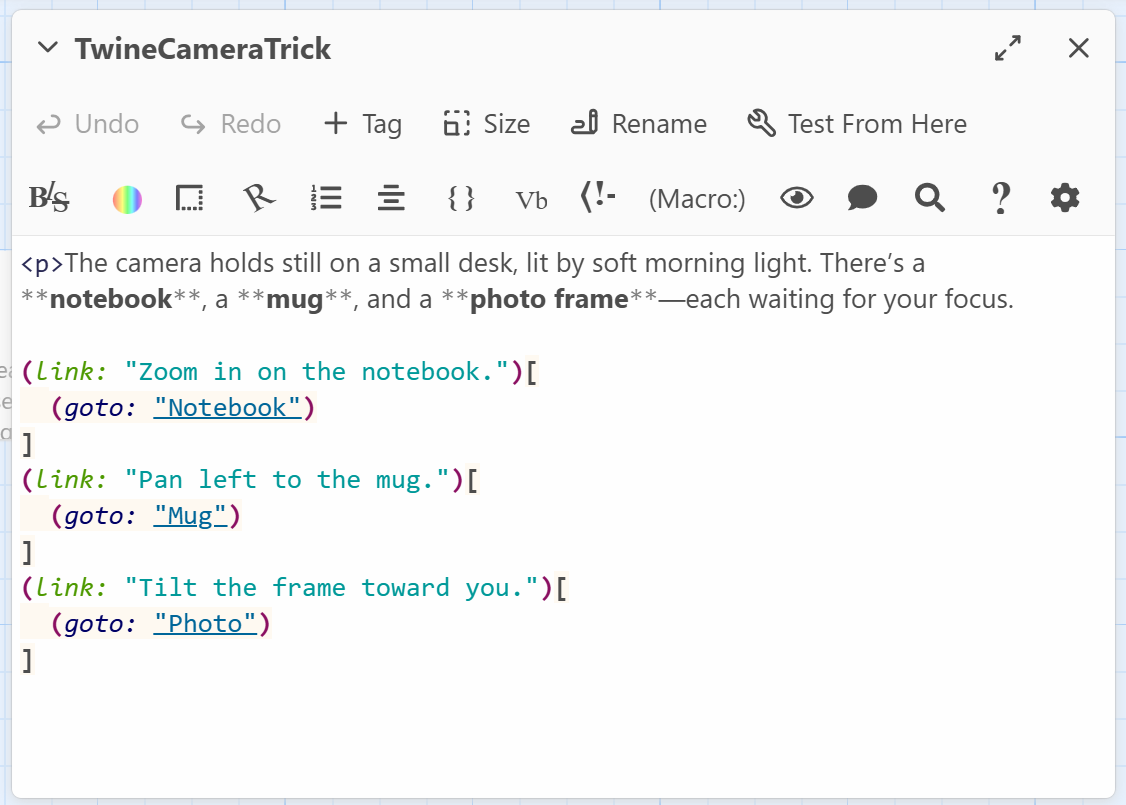 TwineCameraTrick
Undo Redo + Tag Size Rename Test From Here
B/S { } Vb (!- (Macro:) ?
<p>The camera holds still on a small desk, lit by soft morning light. There’s a
**notebook**, a **mug**, and a **photo frame**—each waiting for your focus.
(link: "Zoom in on the notebook.")[
(goto: "Notebook")
]
(link: "Pan left to the mug.")[
(goto: "Mug")
]
(link: "Tilt the frame toward you.")[
(goto: "Photo")
]